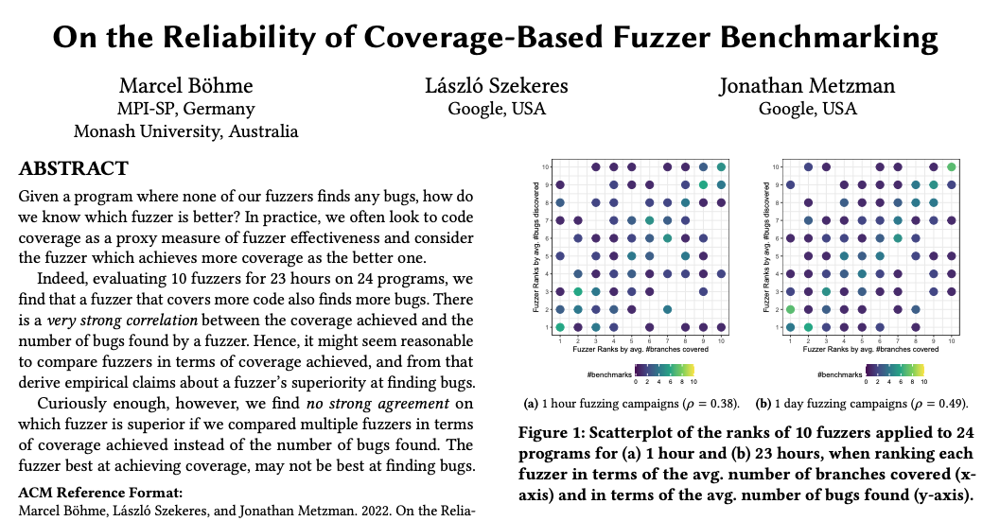 On the Reliability of Coverage-Based Fuzzer Benchmarking
Marcel Böhme
MPI-SP, Germany
Monash University, Australia
László Szekeres
Google, USA
Jonathan Metzman
Google, USA
ABSTRACT
Given a program where none of our fuzzers finds any bugs, how do
we know which fuzzer is better? In practice, we often look to code
coverage as a proxy measure of fuzzer effectiveness and consider
the fuzzer which achieves more coverage as the better one.
Indeed, evaluating 10 fuzzers for 23 hours on 24 programs, we
find that a fuzzer that covers more code also finds more bugs. There
is a very strong correlation between the coverage achieved and the
number of bugs found by a fuzzer. Hence, it might seem reasonable
to compare fuzzers in terms of coverage achieved, and from that
derive empirical claims about a fuzzer's superiority at finding bugs.
Curiously enough, however, we find no strong agreement on
which fuzzer is superior if we compared multiple fuzzers in terms
of coverage achieved instead of the number of bugs found. The
fuzzer best at achieving coverage, may not be best at finding bugs.
ACM Reference Format:
Marcel Böhme, László Szekeres, and Jonathan Metzman. 2022. On the Relia-
Fuzzer Ranks by avg. #bugs discovered
10
9
8
7
6
5
4
3
2
1
1 2 3 4 5 6 7 8 9 10
Fuzzer Ranks by avg. #branches covered
#benchmarks
0 2 4 6 8 10
(a) 1 hour fuzzing campaigns (ρ = 0.38).
Fuzzer Ranks by avg. #bugs discovered
10
9
8
7
6
5
4
3
2
1
1 2 3 4 5 6 7 8 9 10
Fuzzer Ranks by avg. #branches covered
#benchmarks
0 2 4 6 8 10
(b) 1 day fuzzing campaigns (ρ = 0.49).
Figure 1: Scatterplot of the ranks of 10 fuzzers applied to 24
programs for (a) 1 hour and (b) 23 hours, when ranking each
fuzzer in terms of the avg. number of branches covered (x-
axis) and in terms of the avg. number of bugs found (y-axis).